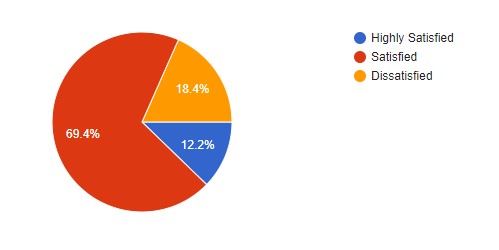 Highly Satisfied
Satisfied
Dissatisfied
18.4%
69.4%
12.2%